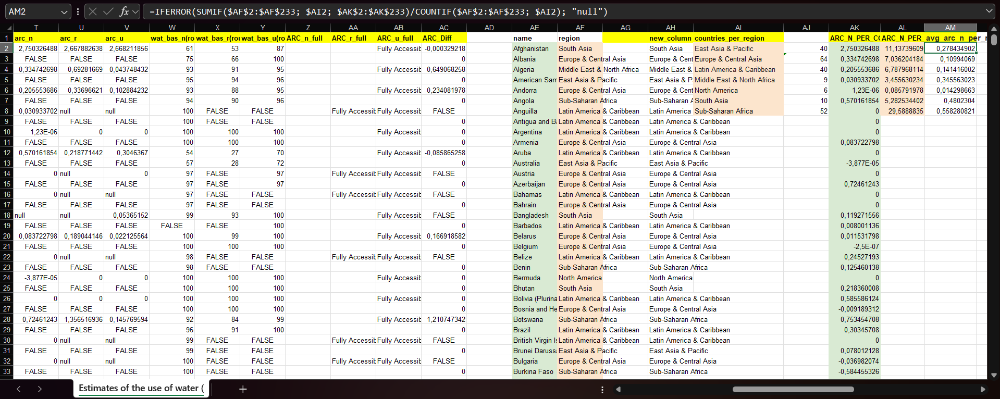 AM2 =IFERROR(SUMIF($AF$2:$AF$233; $AI2; $AK$2:$AK$233)/COUNTIF($AF$2:$AF$233; $AI2); "null")
T U V W X Y Z AA AB AC AD AE AF AG AH AI AJ AK AL AM
1 arc_n arc_r arc_u wat_bas_n(ro wat_bas_r(rou wat_bas_u(ro ARC_n_full ARC_r_full ARC_u_full ARC_Diff name region new_column countries_per_region ARC_N_PER_CO ARC_N_PER_ avg_arc_n_per_r
2 2,750326488 2,667882638 2,668211856 61 53 87 Fully Accessib -0,000329218 Afghanistan South Asia South Asia East Asia & Pacific 40 2,750326488 11,13739609 0,278434902
3 FALSE FALSE FALSE 75 66 100 0 Albania Europe & Central Asia Europe & Cent Europe & Central Asia 64 0,334742698 7,036204184 0,10994069
4 0,334742698 0,69281669 0,043748432 93 91 95 Fully Accessib 0,649068258 Algeria Middle East & North Africa Middle East & Latin America & Caribbean 40 0,205553686 6,787968114 0,141416002
5 FALSE FALSE FALSE 95 94 96 0 American Sam East Asia & Pacific East Asia & P Middle East & North Africa 9 0,030933702 3,455630234 0,345563023
6 0,205553686 0,33696621 0,102884232 93 88 95 Fully Accessib 0,234081978 Andorra Europe & Central Asia Europe & Cent North America 6 1,23E-06 0,085791978 0,014298663
7 FALSE FALSE FALSE 94 90 96 0 Angola Sub-Saharan Africa Sub-Saharan A South Asia 10 0,570161854 5,282534402 0,4802304
8 0,030933702 null null 100 FALSE FALSE Fully Accessib Fully Accessib FALSE Anguilla Latin America & Caribbean Latin America Sub-Saharan Africa 52 0 29,5888835 0,558280821
9 FALSE FALSE FALSE 100 FALSE FALSE 0 Antigua and Ba Latin America & Caribbean Latin America & Caribbean 0
10 1,23E-06 0 0 100 100 100 Fully Accessib 0 Argentina Latin America & Caribbean Latin America & Caribbean 0
11 FALSE FALSE FALSE 100 100 100 0 Armenia Europe & Central Asia Europe & Central Asia 0,083722798
12 0,570161854 0,218771442 0,3046367 54 27 70 Fully Accessib -0,085865258 Aruba Latin America & Caribbean Latin America & Caribbean 0
13 FALSE FALSE FALSE 57 28 72 0 Australia East Asia & Pacific East Asia & Pacific -3,877E-05
14 0 null 0 97 FALSE 97 Fully Accessib Fully Accessib FALSE Austria Europe & Central Asia Europe & Central Asia 0
15 FALSE FALSE FALSE 97 FALSE 97 0 Azerbaijan Europe & Central Asia Europe & Central Asia 0,72461243
16 0 null null 97 FALSE FALSE Fully Accessib Fully Accessib FALSE Bahamas Latin America & Caribbean Latin America & Caribbean 0
17 FALSE FALSE FALSE 97 FALSE FALSE 0 Bahrain Europe & Central Asia Europe & Central Asia 0
18 null null 0,05365152 99 93 100 Fully Accessib FALSE Bangladesh South Asia South Asia 0,119271556
19 FALSE FALSE FALSE FALSE FALSE 100 0 Barbados Latin America & Caribbean Latin America & Caribbean 0,008001136
20 0,083722798 0,189044146 0,022125564 100 99 100 Fully Accessib 0,166918582 Belarus Europe & Central Asia Europe & Central Asia 0,011531798
21 FALSE FALSE FALSE 100 100 100 0 Belgium Europe & Central Asia Europe & Central Asia -2,5E-07
22 0 null null 98 FALSE FALSE Fully Accessib Fully Accessib FALSE Belize Latin America & Caribbean Latin America & Caribbean 0,24527193
23 FALSE FALSE FALSE 98 FALSE FALSE 0 Benin Sub-Saharan Africa Sub-Saharan Africa 0,125460138
24 -3,877E-05 0 0 100 100 100 Fully Accessib 0 Bermuda North America North America 0
25 FALSE FALSE FALSE 100 100 100 0 Bhutan South Asia South Asia 0,218360008
26 0 0 0 100 100 100 Fully Accessib 0 Bolivia (Plurina Latin America & Caribbean Latin America & Caribbean 0,585586124
27 FALSE FALSE FALSE 100 100 100 0 Bosnia and He Europe & Central Asia Europe & Central Asia -0,009189312
28 0,72461243 1,356516936 0,145769594 92 84 99 Fully Accessib 1,210747342 Botswana Sub-Saharan Africa Sub-Saharan Africa 0,753454708
29 FALSE FALSE FALSE 96 91 100 0 Brazil Latin America & Caribbean Latin America & Caribbean 0,30345708
30 0 null null 99 FALSE FALSE Fully Accessib Fully Accessib FALSE British Virgin Is Latin America & Caribbean Latin America & Caribbean 0
31 FALSE FALSE FALSE 99 FALSE FALSE 0 Brunei Daruss East Asia & Pacific East Asia & Pacific 0,078012128
32 0 null null 100 FALSE FALSE Fully Accessib Fully Accessib FALSE Bulgaria Europe & Central Asia Europe & Central Asia -0,036982074
33 FALSE FALSE FALSE 100 FALSE FALSE 0 Burkina Faso Sub-Saharan Africa Sub-Saharan Africa -0,584455326
Estimates of the use of water (